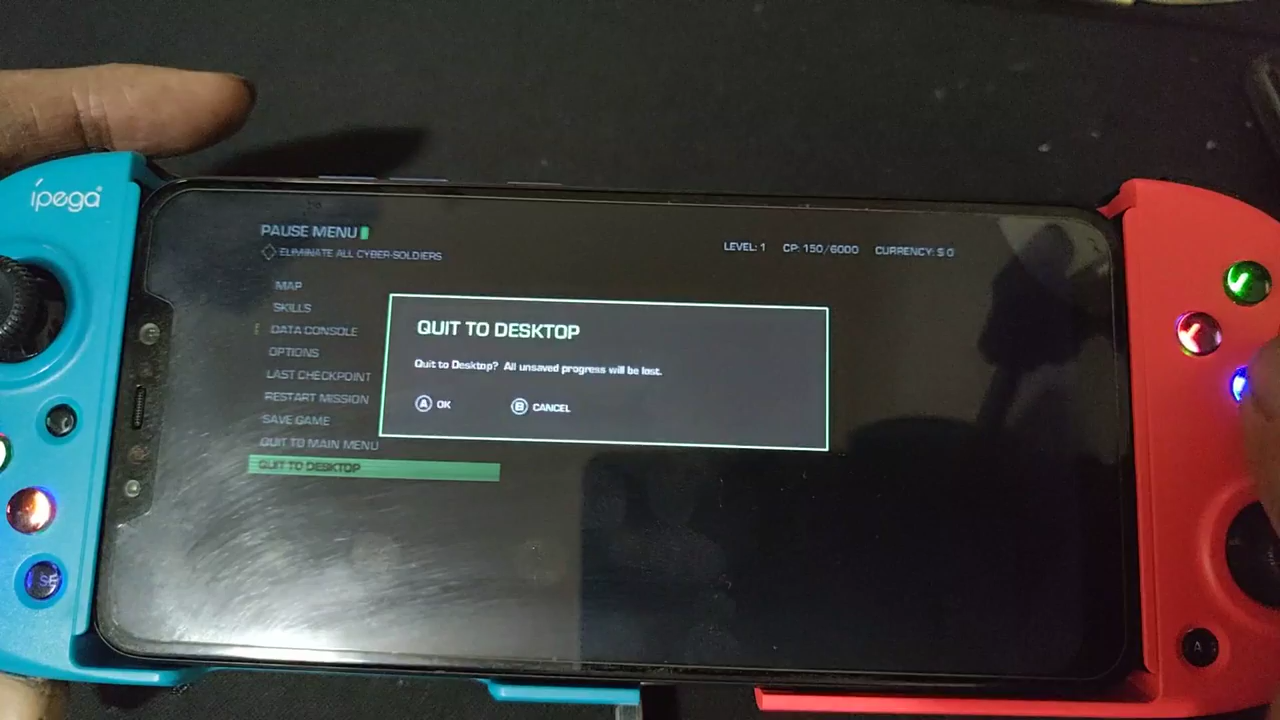 ípega
PAUSE MENU
ELIMINATE ALL CYBER-SOLDIERS
LEVEL: 1 CP: 150/6000 CURRENCY: $ 0
MAP
SKILLS
DATA CONSOLE
OPTIONS
LAST CHECKPOINT
RESTART MISSION
SAVE GAME
QUIT TO MAIN MENU
QUIT TO DESKTOP
QUIT TO DESKTOP
Quit to Desktop? All unsaved progress will be lost.
A OK B CANCEL
A